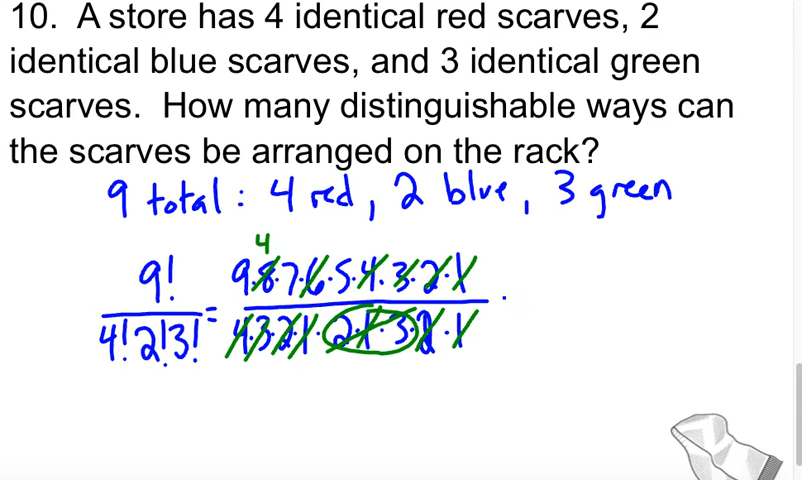 10. A store has 4 identical red scarves, 2
identical blue scarves, and 3 identical green
scarves. How many distinguishable ways can
the scarves be arranged on the rack?
9 total: 4 red, 2 blue, 3 green
4
9! / 4!2!3! = 9·8·7·6·5·4·3·2·1 / 4·3·2·1·2·1·3·2·1 ·